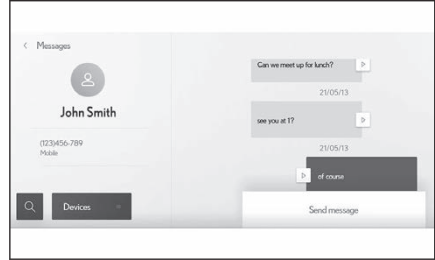 Messages
John Smith
(123)456-789
Mobile
Devices
Can we meet up for lunch?
21/05/13
see you at 1?
21/05/13
of course
Send message